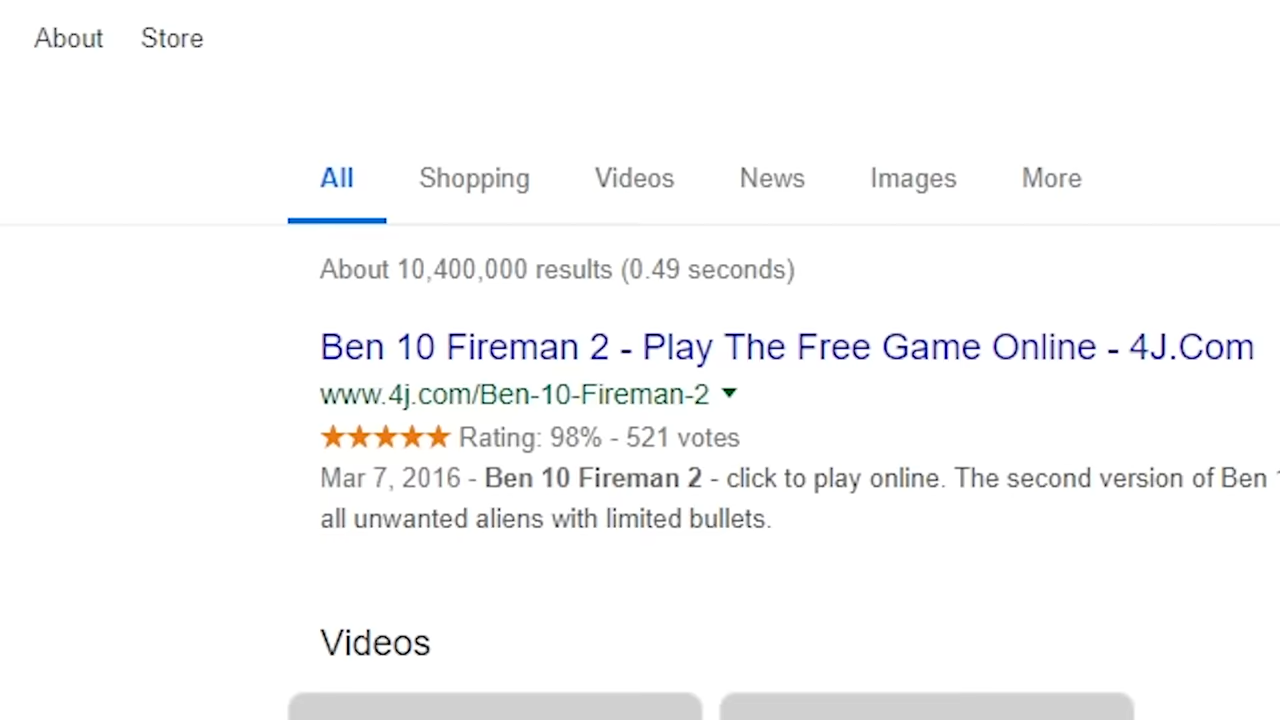 About Store
All Shopping Videos News Images More
About 10,400,000 results (0.49 seconds)
Ben 10 Fireman 2 - Play The Free Game Online - 4J.Com
www.4j.com/Ben-10-Fireman-2
Rating: 98% - 521 votes
Mar 7, 2016 - Ben 10 Fireman 2 - click to play online. The second version of Ben
all unwanted aliens with limited bullets.
Videos